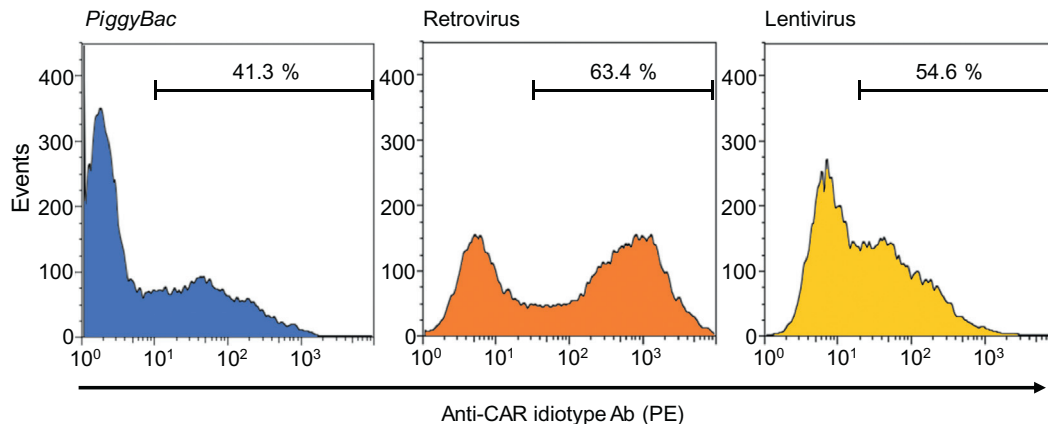 PiggyBac Retrovirus Lentivirus
41.3 % 63.4 % 54.6 %
400 400 400
300 300 300
200 200 200
100 100 100
0 0 0
Events
10⁰ 10¹ 10² 10³ 10⁰ 10¹ 10² 10³ 10⁰ 10¹ 10² 10³
Anti-CAR idiotype Ab (PE)